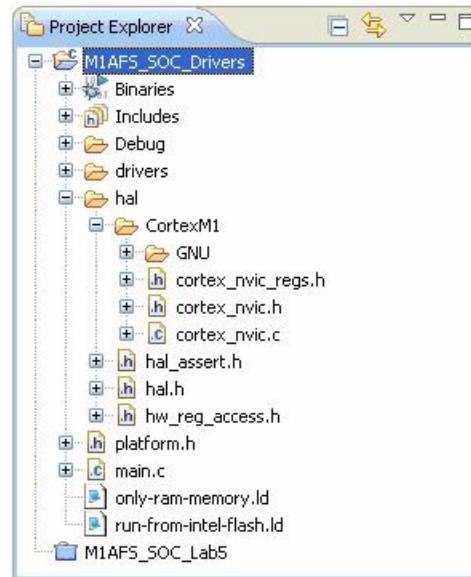 Project Explorer
M1AFS_SOC_Drivers
Binaries
Includes
Debug
drivers
hal
CortexM1
GNU
cortex_nvic_regs.h
cortex_nvic.h
cortex_nvic.c
hal_assert.h
hal.h
hw_reg_access.h
platform.h
main.c
only-ram-memory.ld
run-from-intel-flash.ld
M1AFS_SOC_Lab5